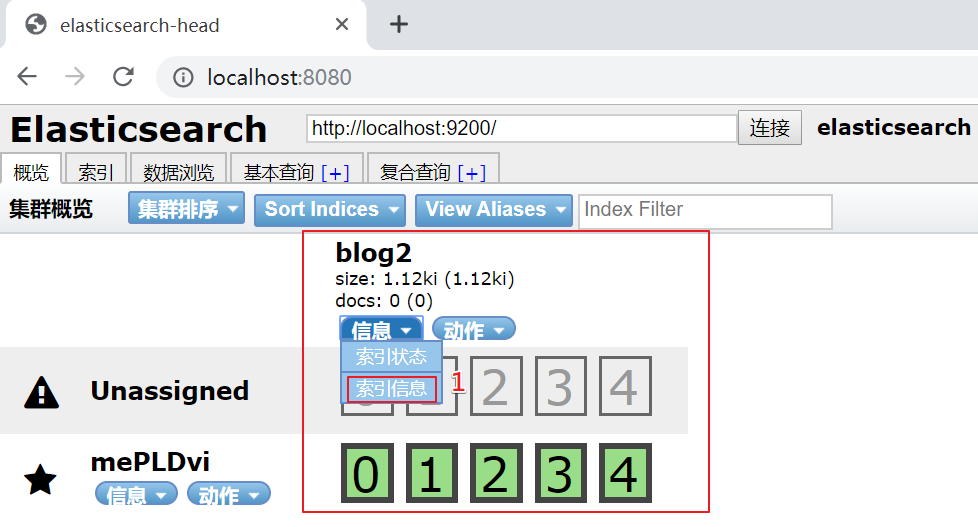 elasticsearch-head
localhost:8080
Elasticsearch http://localhost:9200/ 连接 elasticsearch
概览 索引 数据浏览 基本查询 [+] 复合查询 [+]
集群概览 集群排序 Sort Indices View Aliases Index Filter
blog2
size: 1.12ki (1.12ki)
docs: 0 (0)
信息 动作
索引状态
索引信息 1
Unassigned 2 3 4
mePLDvi 0 1 2 3 4
信息 动作